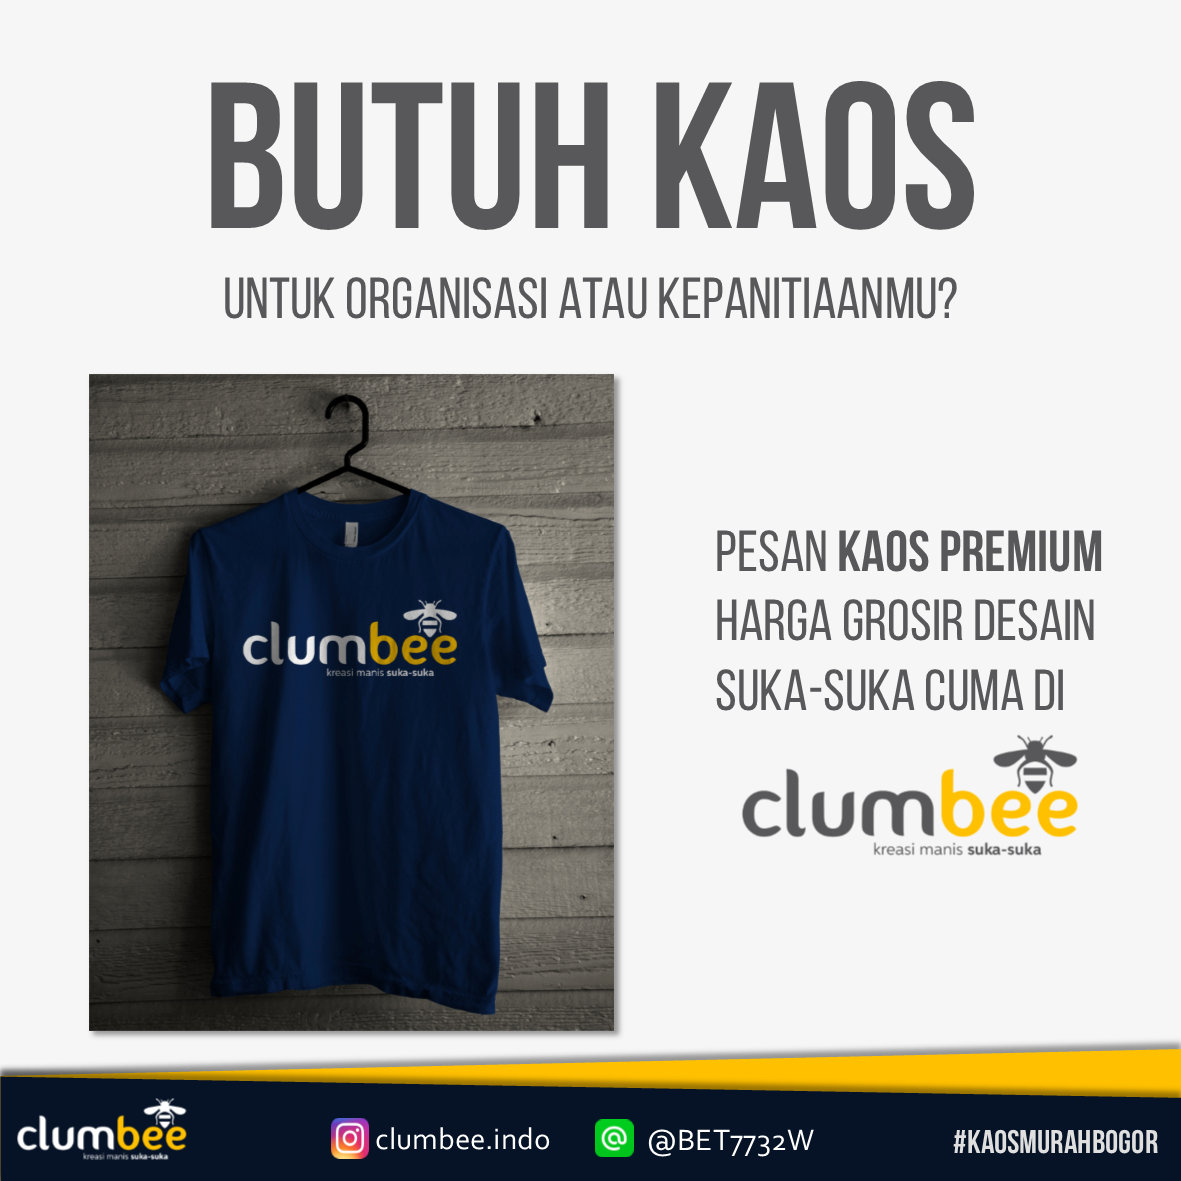 BUTUH KAOS
UNTUK ORGANISASI ATAU KEPANITIAANMU?
clumbee
kreasi manis suka-suka
PESAN KAOS PREMIUM
HARGA GROSIR DESAIN
SUKA-SUKA CUMA DI
clumbee
kreasi manis suka-suka
clumbee
kreasi manis suka-suka
clumbee.indo
@
@BET7732W
#KAOSMURAHBOGOR